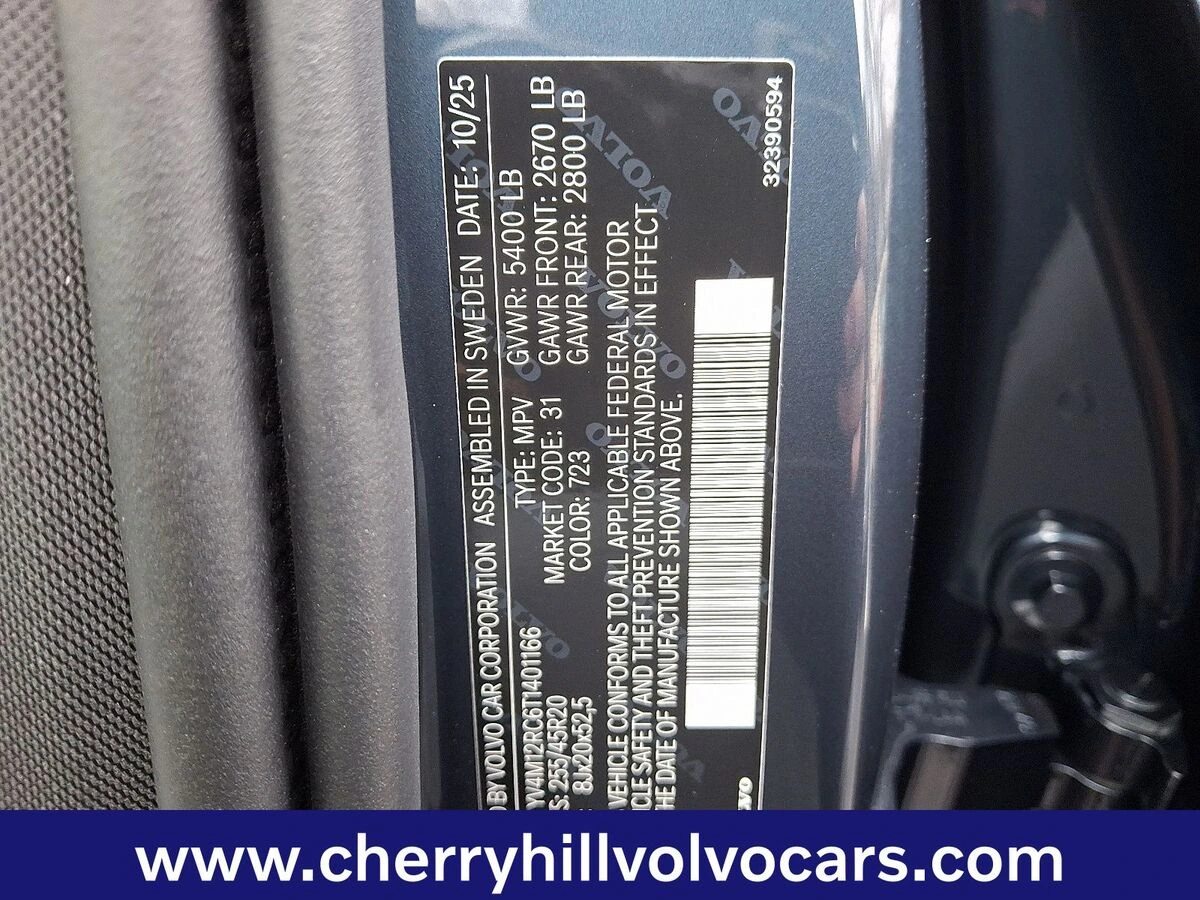 D BY VOLVO CAR CORPORATION ASSEMBLED IN SWEDEN DATE: 10/25
YV4M12RC6T1401166 TYPE: MPV GVWR: 5400 LB
S: 255/45R20 MARKET CODE: 31 GAWR FRONT: 2670 LB
: 8Jx20x52,5 COLOR: 723 GAWR REAR: 2800 LB
VEHICLE CONFORMS TO ALL APPLICABLE FEDERAL MOTOR
ICLE SAFETY AND THEFT PREVENTION STANDARDS IN EFFECT
THE DATE OF MANUFACTURE SHOWN ABOVE.
VOLVO
32390594
www.cherryhillvolvocars.com